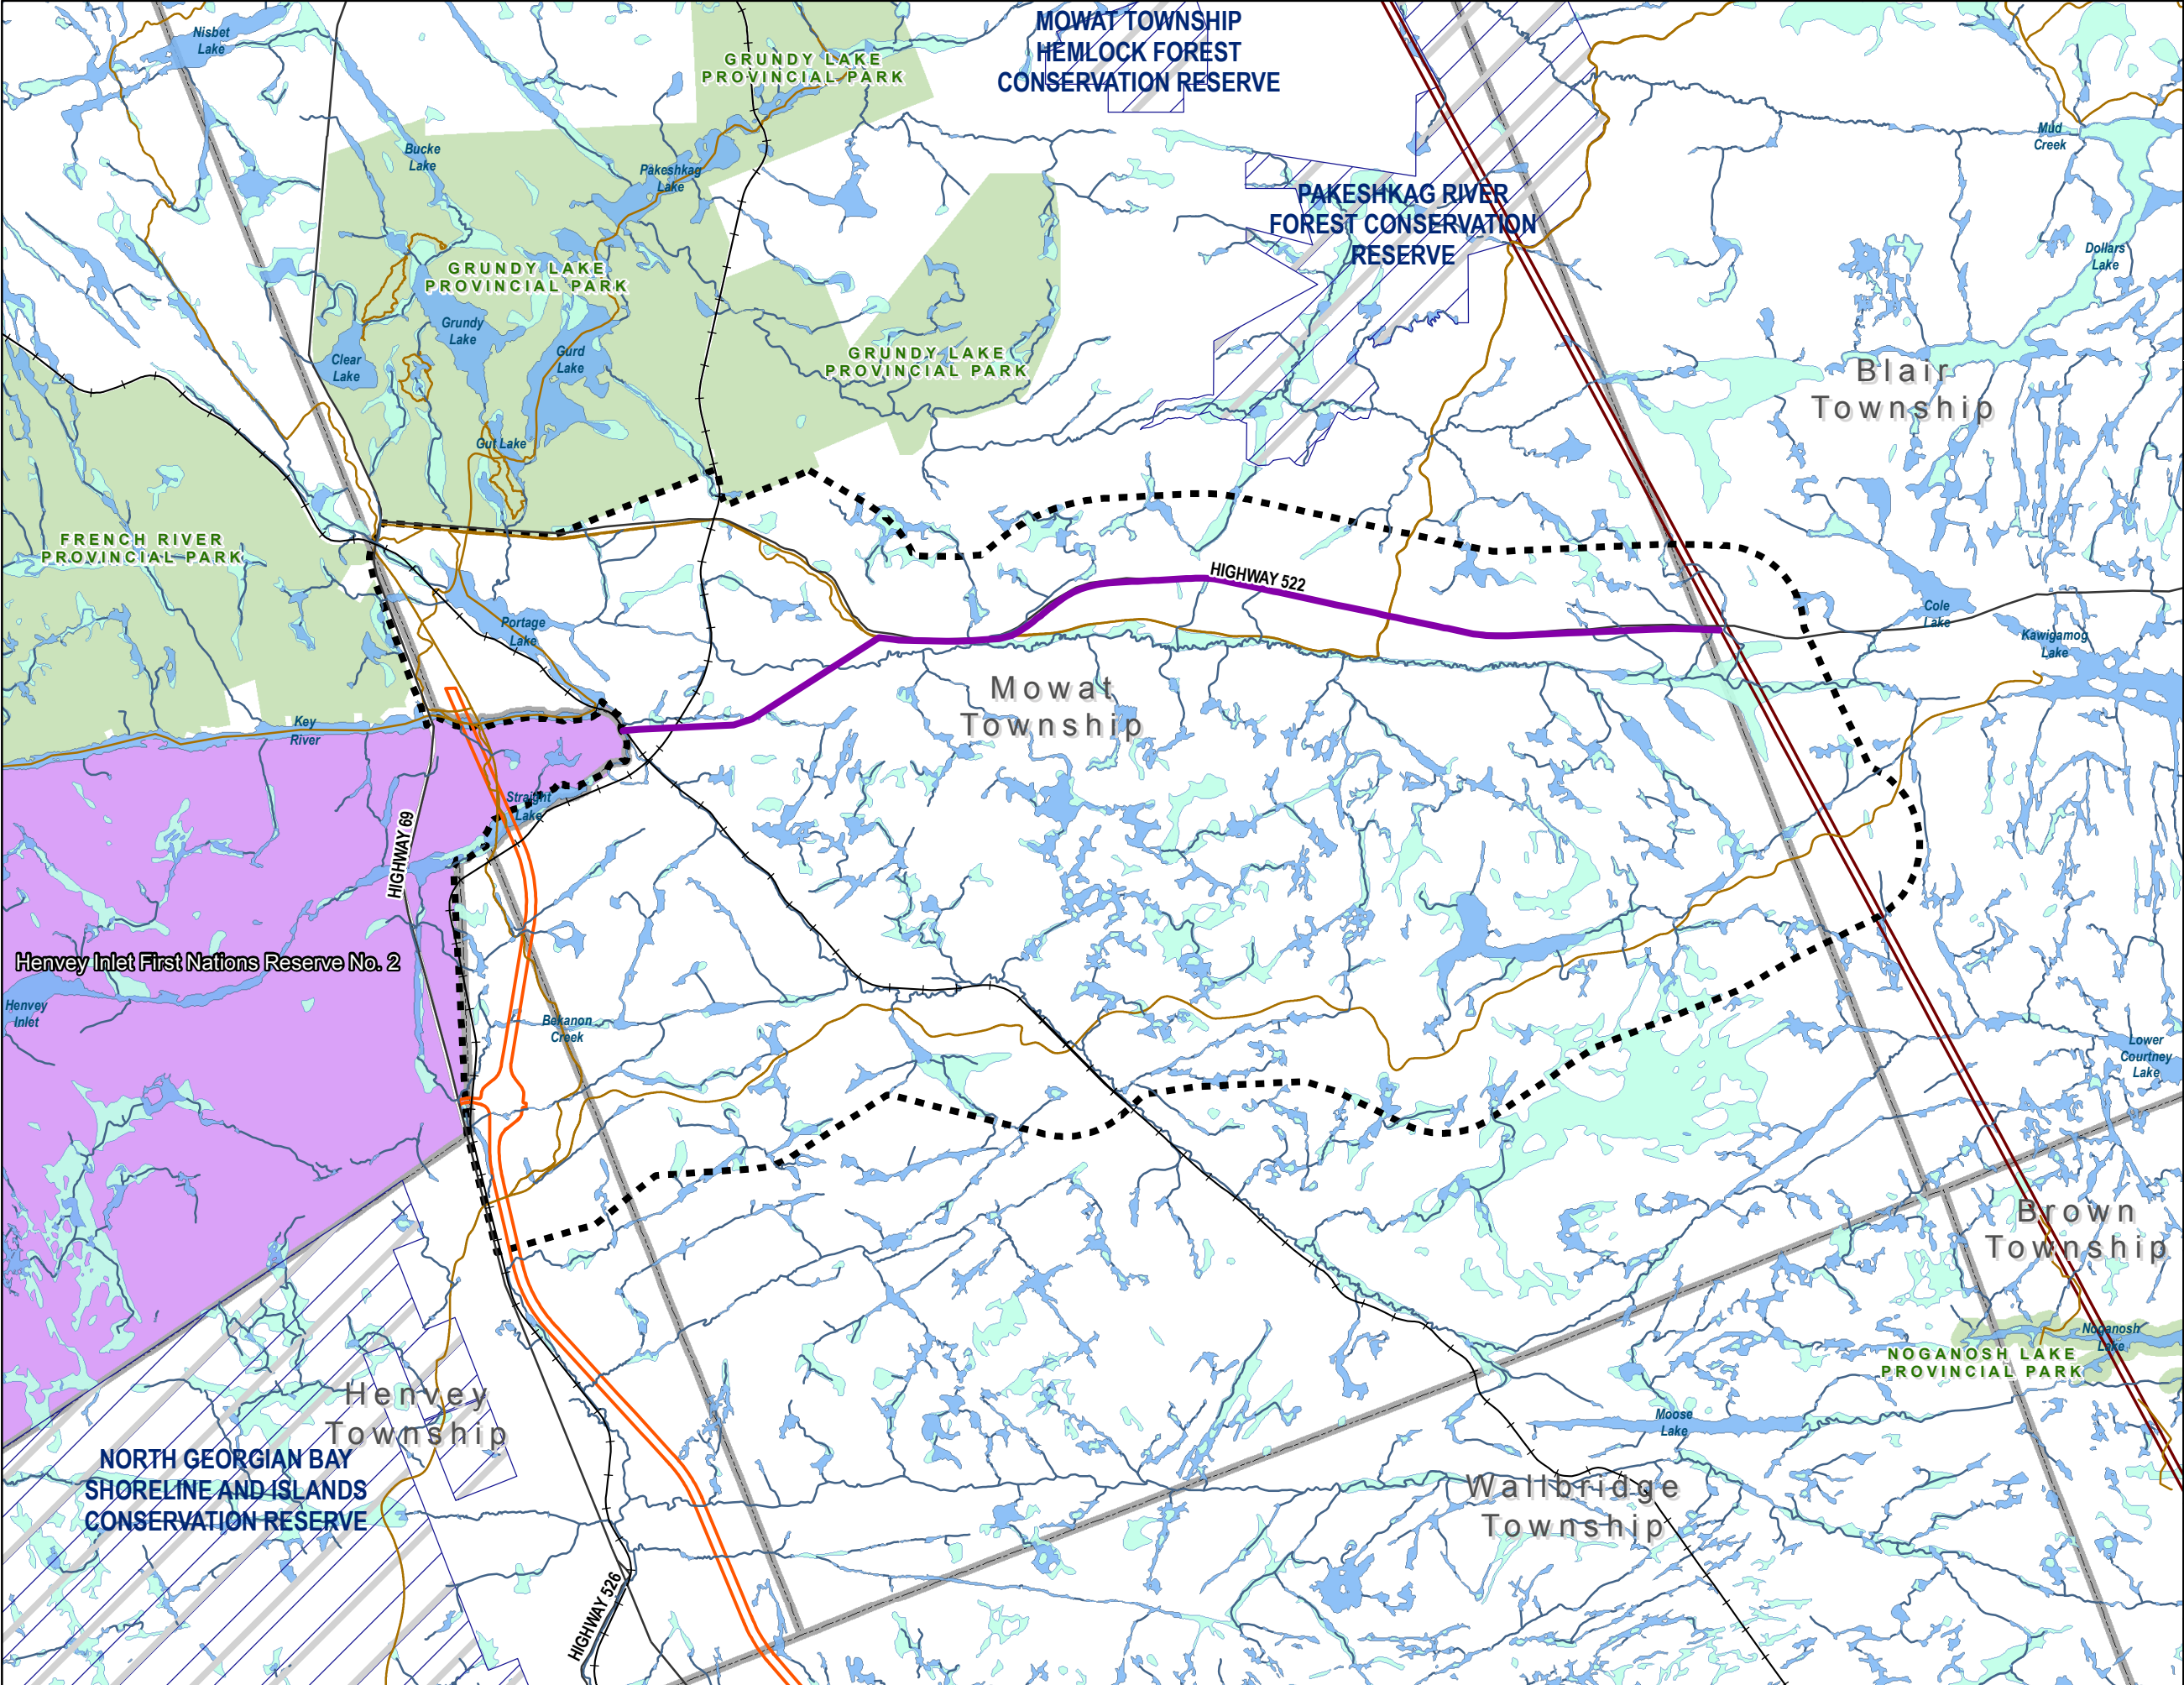 MOWAT TOWNSHIP
HEMLOCK FOREST
CONSERVATION RESERVE
Nisbet
Lake
GRUNDY LAKE
PROVINCIAL PARK
Mud
Creek
Bucke
Lake
Pakeshkag
Lake
PAKESHKAG RIVER
FOREST CONSERVATION
RESERVE
Dollars
Lake
GRUNDY LAKE
PROVINCIAL PARK
Grundy
Lake
Clear
Lake
Gurd
Lake
GRUNDY LAKE
PROVINCIAL PARK
Blair
Township
Gut Lake
FRENCH RIVER
PROVINCIAL PARK
HIGHWAY 522
Portage
Lake
Cole
Lake
Kawigamog
Lake
Mowat
Township
Key
River
Straight
Lake
HIGHWAY 69
Henvey Inlet First Nations Reserve No. 2
Henvey
Inlet
Bekanon
Creek
Lower
Courtney
Lake
Brown
Township
Noganosh
Lake
NOGANOSH LAKE
PROVINCIAL PARK
Henvey
Township
Moose
Lake
NORTH GEORGIAN BAY
SHORELINE AND ISLANDS
CONSERVATION RESERVE
Wallbridge
Township
HIGHWAY 526